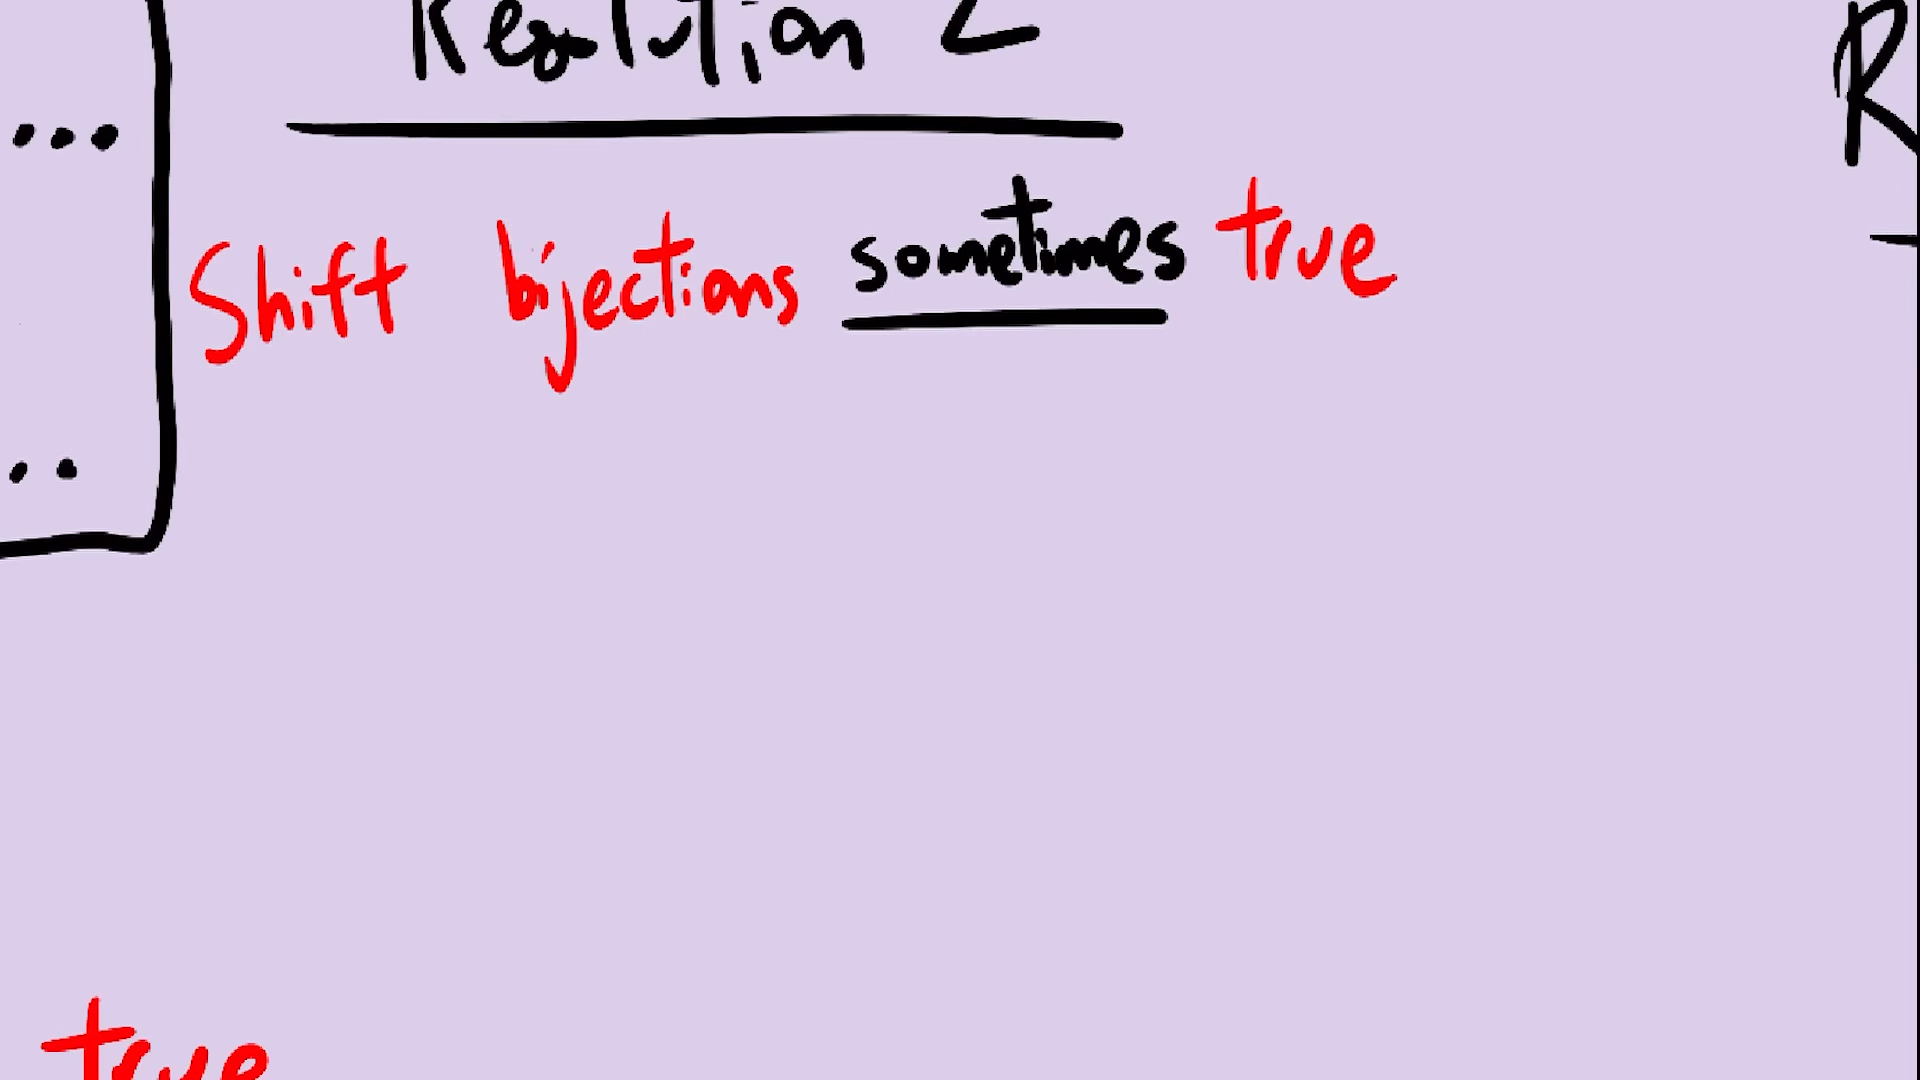 Resolution 2
R
...
Shift bijections sometimes true
..
true